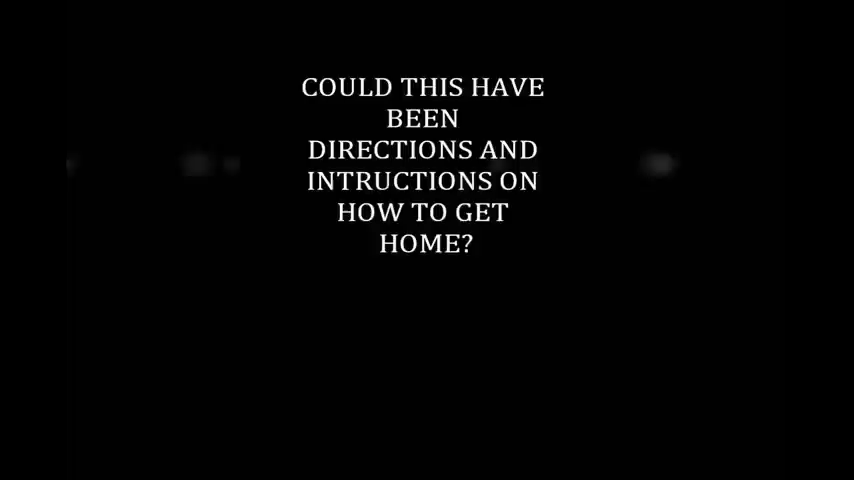 COULD THIS HAVE
BEEN
DIRECTIONS AND
INTRUCTIONS ON
HOW TO GET
HOME?